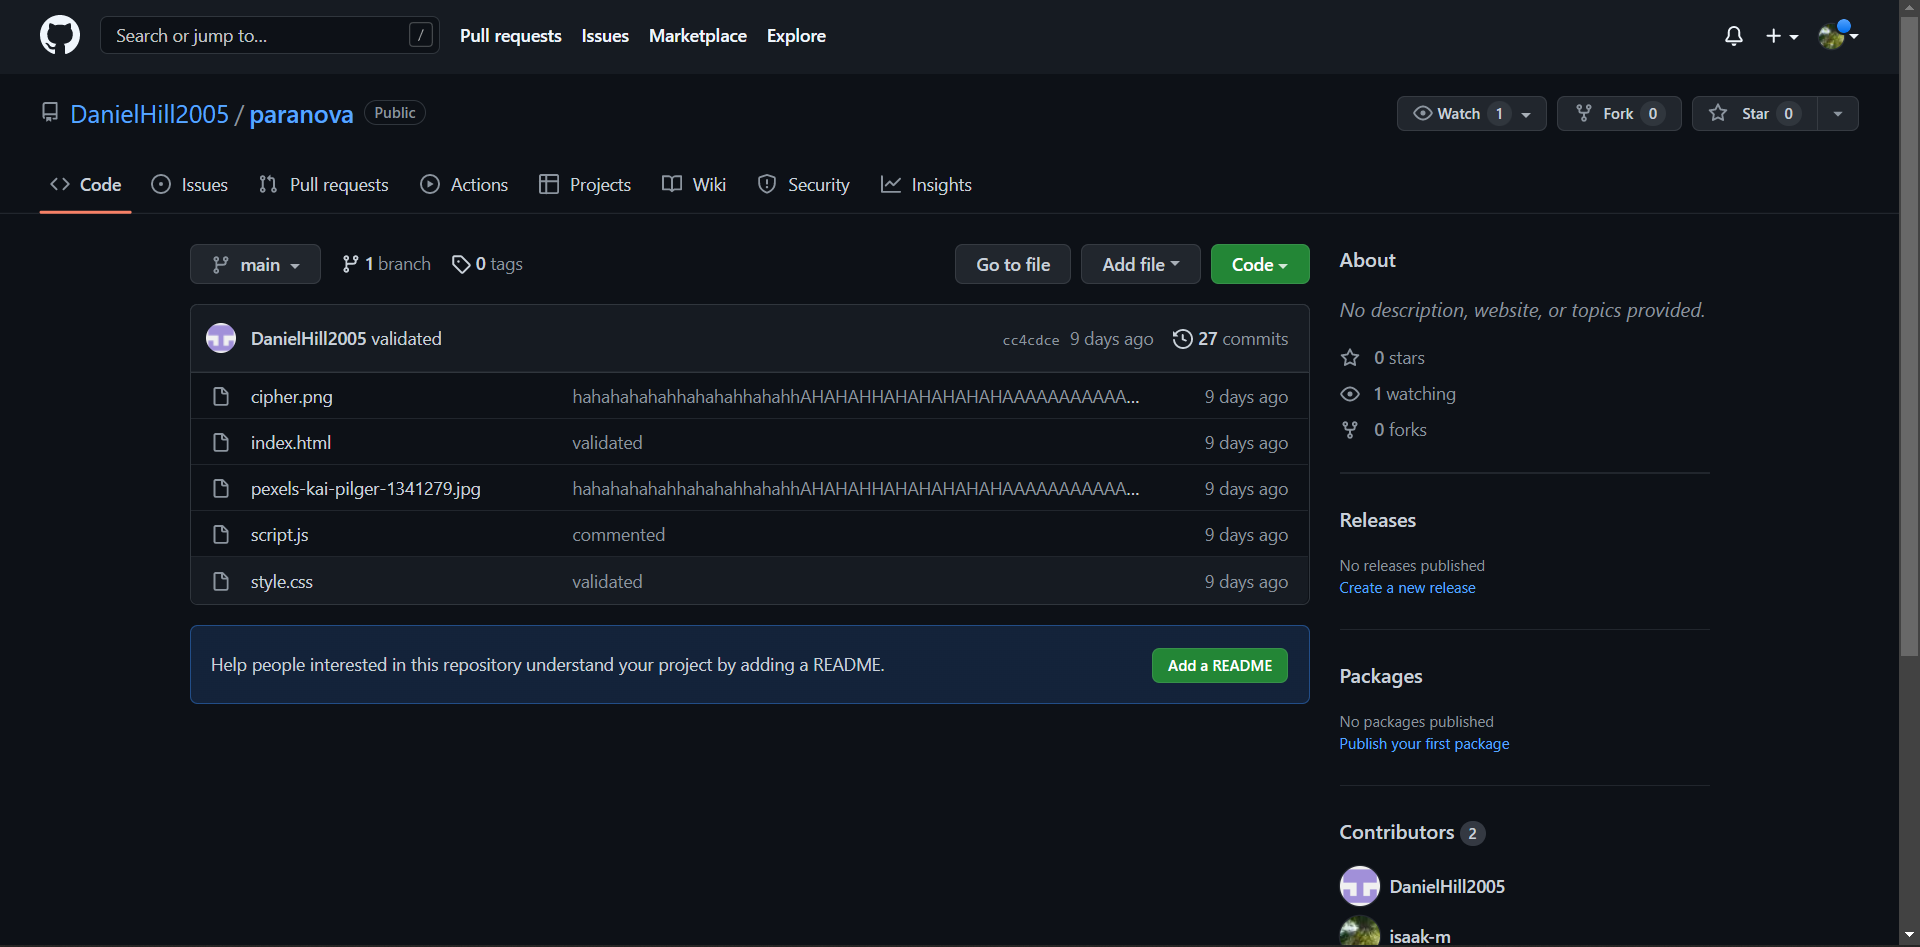 Search or jump to... /
Pull requests Issues Marketplace Explore
DanielHill2005 / paranova Public
Watch 1 Fork 0 Star 0
Code Issues Pull requests Actions Projects Wiki Security Insights
main 1 branch 0 tags Go to file Add file Code
DanielHill2005 validated cc4cdce 9 days ago 27 commits
cipher.png hahahahahahhahahahhahahhAHAHAHHAHAHAHAHAHAAAAAAAAAAA... 9 days ago
index.html validated 9 days ago
pexels-kai-pilger-1341279.jpg hahahahahahhahahahhahahhAHAHAHHAHAHAHAHAHAAAAAAAAAAA... 9 days ago
script.js commented 9 days ago
style.css validated 9 days ago
Help people interested in this repository understand your project by adding a README. Add a README
About
No description, website, or topics provided.
0 stars
1 watching
0 forks
Releases
No releases published
Create a new release
Packages
No packages published
Publish your first package
Contributors 2
DanielHill2005
isaak-m